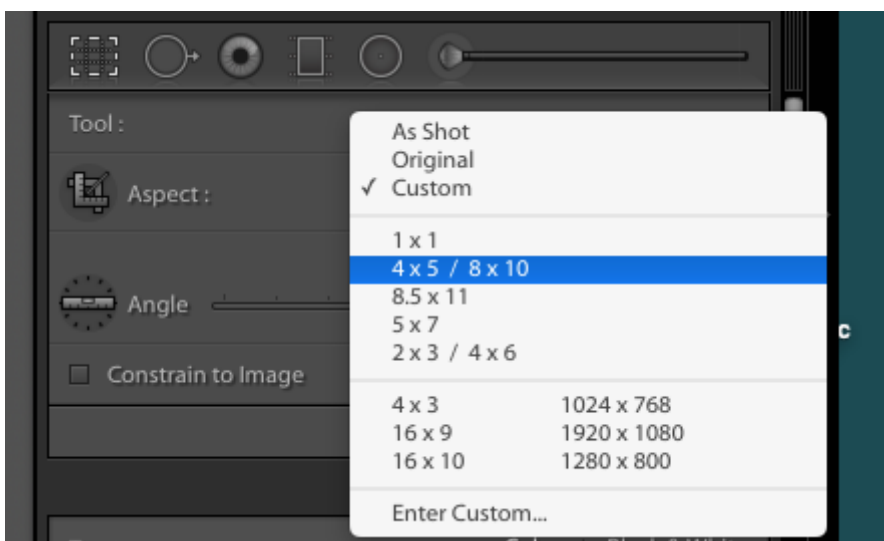 Tool :
As Shot
Original
Aspect :
✓ Custom
1 x 1
4 x 5 / 8 x 10
8.5 x 11
Angle
5 x 7
2 x 3 / 4 x 6
Constrain to Image
4 x 3 1024 x 768
16 x 9 1920 x 1080
16 x 10 1280 x 800
Enter Custom...
c